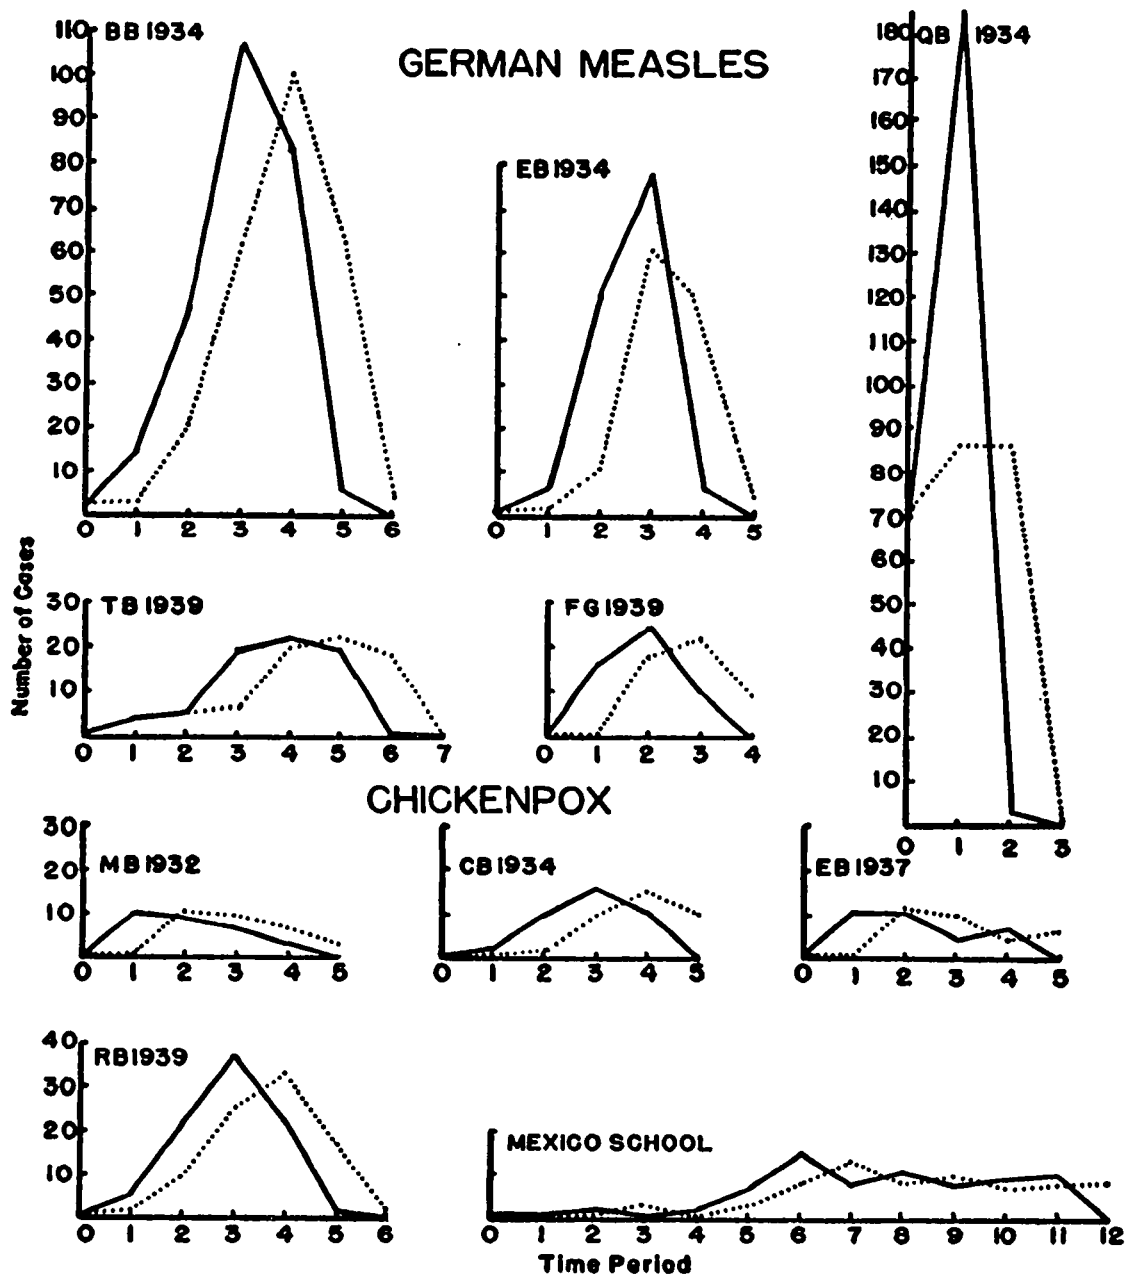 GERMAN MEASLES
BB 1934
110
100
90
80
70
60
50
40
30
20
10
0 1 2 3 4 5 6
EB 1934
0 1 2 3 4 5
QB 1934
180
170
160
150
140
130
120
110
100
90
80
70
60
50
40
30
20
10
0 1 2 3
Number of Cases
TB 1939
30
20
10
0 1 2 3 4 5 6 7
FG 1939
0 1 2 3 4
CHICKENPOX
MB 1932
30
20
10
0 1 2 3 4 5
CB 1934
0 1 2 3 4 5
EB 1937
0 1 2 3 4 5
RB 1939
40
30
20
10
0 1 2 3 4 5 6
MEXICO SCHOOL
0 1 2 3 4 5 6 7 8 9 10 11 12
Time Period